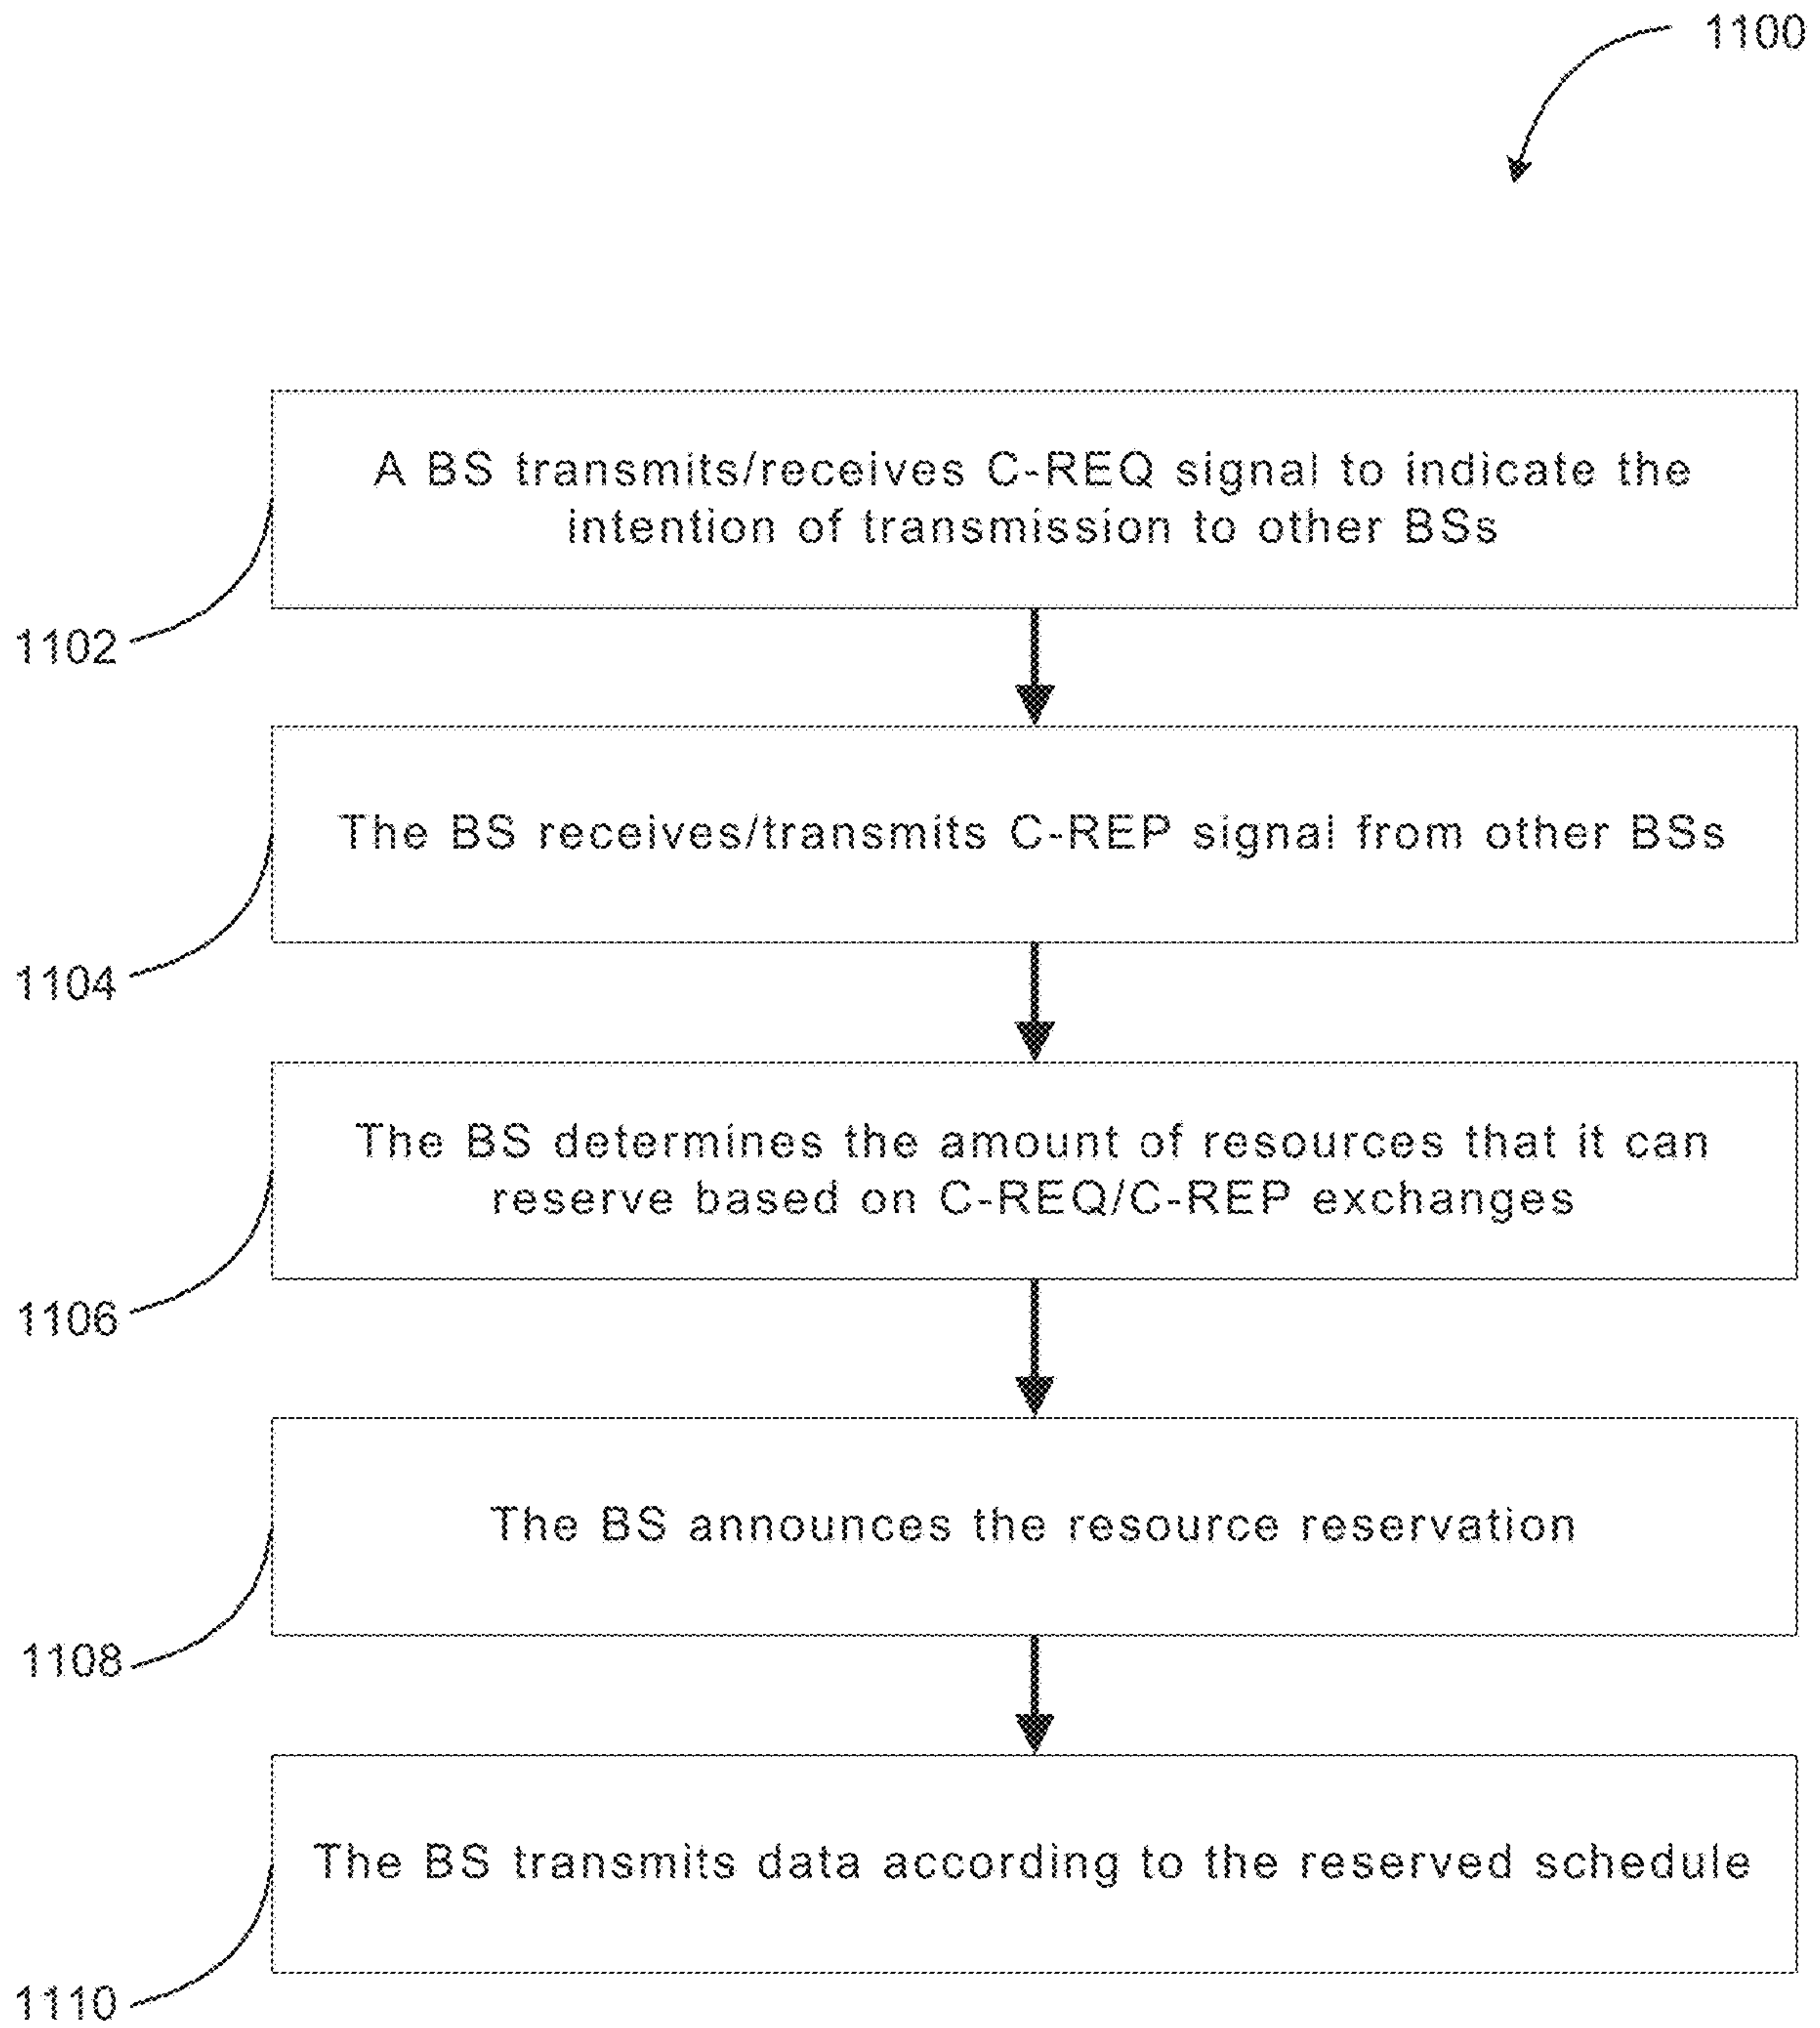 1100
A BS transmits/receives C-REQ signal to indicate the
intention of transmission to other BSs
1102
The BS receives/transmits C-REP signal from other BSs
1104
The BS determines the amount of resources that it can
reserve based on C-REQ/C-REP exchanges
1106
The BS announces the resource reservation
1108
The BS transmits data according to the reserved schedule
1110